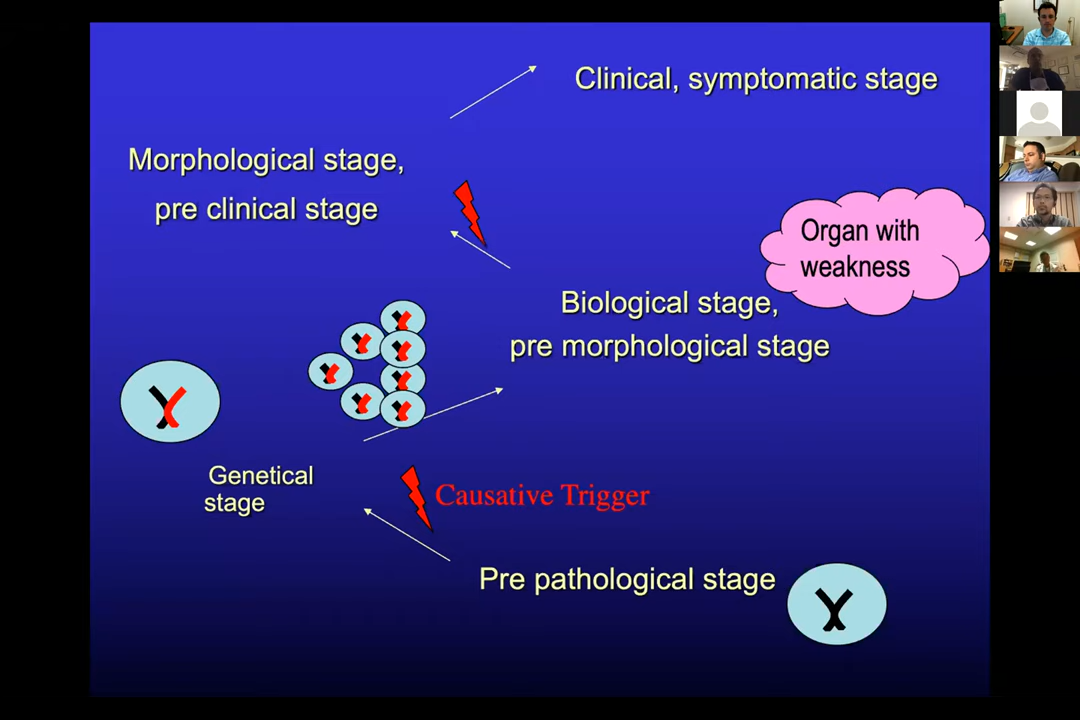 Clinical, symptomatic stage
Morphological stage,
pre clinical stage
Organ with
weakness
Biological stage,
pre morphological stage
Genetical
stage
Causative Trigger
Pre pathological stage